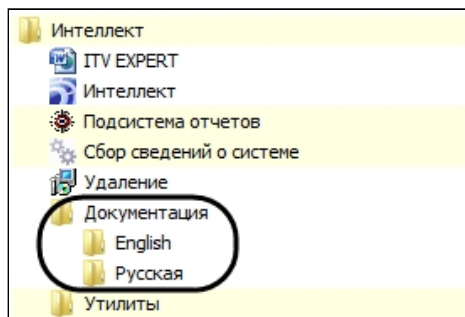 Интеллект
ITV EXPERT
Интеллект
Подсистема отчетов
Сбор сведений о системе
Удаление
Документация
English
Русская
Утилиты